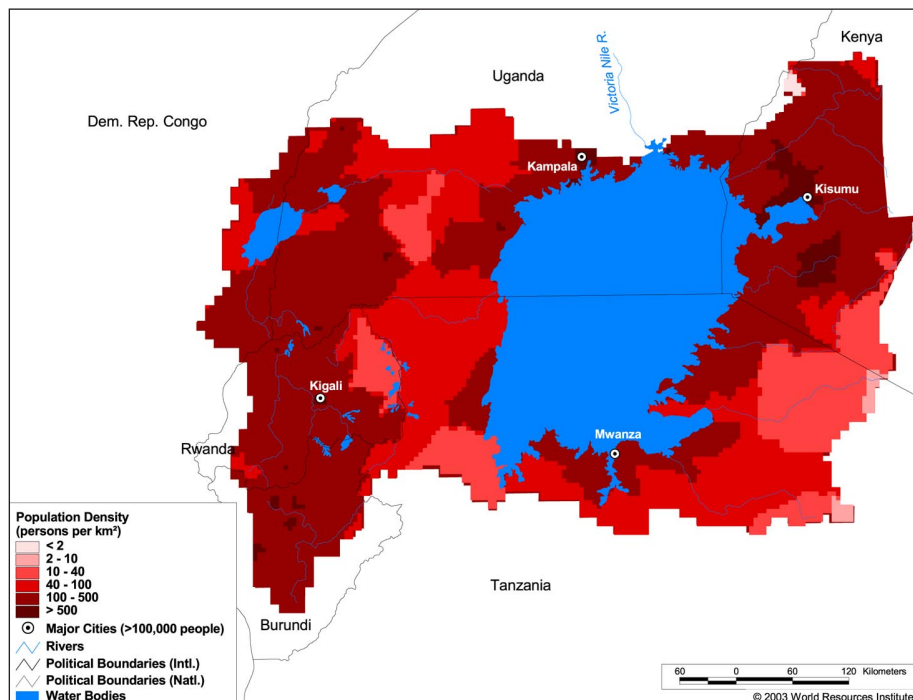 Kenya
Uganda
Victoria Nile R.
Dem. Rep. Congo
Kampala
Kisumu
Kigali
Rwanda
Mwanza
Tanzania
Burundi
Population Density
(persons per km²)
< 2
2 - 10
10 - 40
40 - 100
100 - 500
> 500
Major Cities (>100,000 people)
Rivers
Political Boundaries (Intl.)
Political Boundaries (Natl.)
Water Bodies
60 0 60 120 Kilometers
© 2003 World Resources Institute